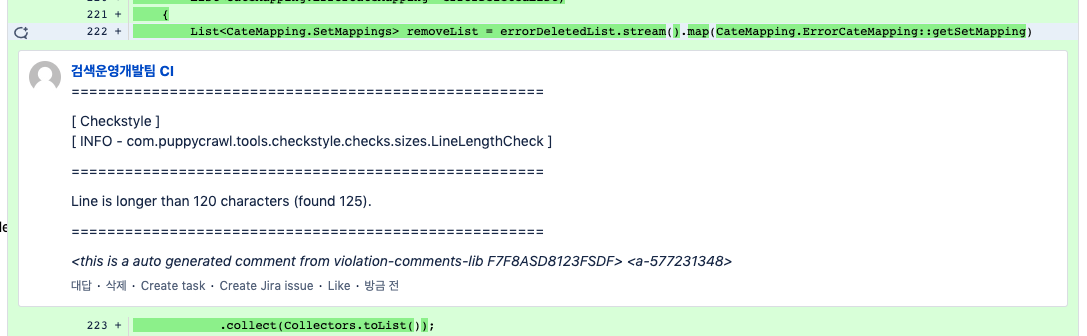 221 + {
222 + List<CateMapping.SetMappings> removeList = errorDeletedList.stream().map(CateMapping.ErrorCateMapping::getSetMapping)
검색운영개발팀 CI
=====================================================
[ Checkstyle ]
[ INFO - com.puppycrawl.tools.checkstyle.checks.sizes.LineLengthCheck ]
=====================================================
Line is longer than 120 characters (found 125).
=====================================================
<this is a auto generated comment from violation-comments-lib F7F8ASD8123FSDF> <a-577231348>
대답 · 삭제 · Create task · Create Jira issue · Like · 방금 전
223 + .collect(Collectors.toList());